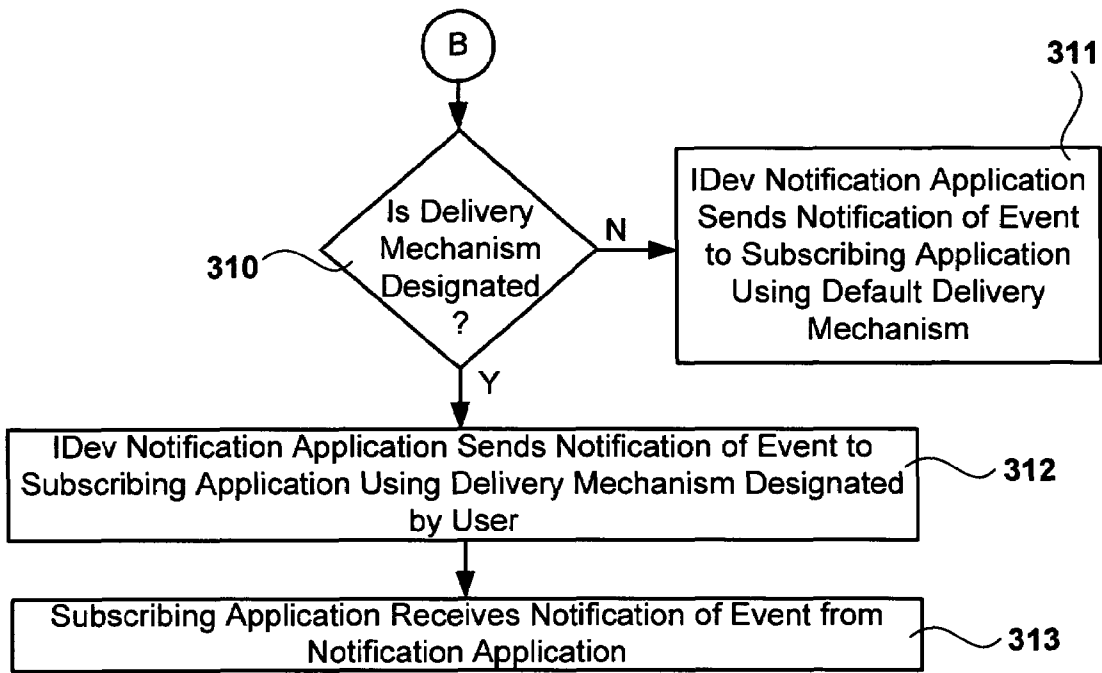 B
311
IDev Notification Application
Sends Notification of Event
to Subscribing Application
Using Default Delivery
Mechanism
Is Delivery
Mechanism
Designated
?
310
N
Y
IDev Notification Application Sends Notification of Event to
Subscribing Application Using Delivery Mechanism Designated
by User
312
Subscribing Application Receives Notification of Event from
Notification Application
313